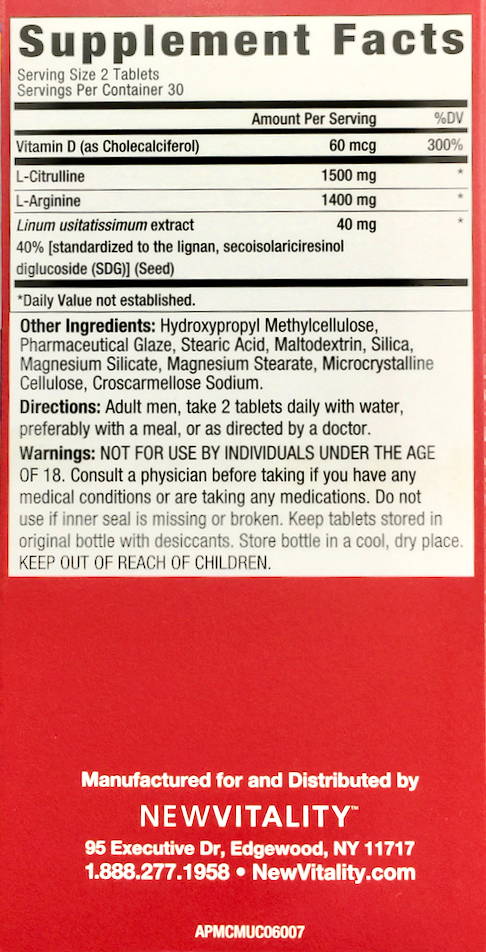 Supplement Facts
Serving Size 2 Tablets
Servings Per Container 30
Amount Per Serving %DV
Vitamin D (as Cholecalciferol) 60 mcg 300%
L-Citrulline 1500 mg *
L-Arginine 1400 mg *
Linum usitatissimum extract 40 mg *
40% [standardized to the lignan, secoisolariciresinol
diglucoside (SDG)] (Seed)
*Daily Value not established.
Other Ingredients: Hydroxypropyl Methylcellulose,
Pharmaceutical Glaze, Stearic Acid, Maltodextrin, Silica,
Magnesium Silicate, Magnesium Stearate, Microcrystalline
Cellulose, Croscarmellose Sodium.
Directions: Adult men, take 2 tablets daily with water,
preferably with a meal, or as directed by a doctor.
Warnings: NOT FOR USE BY INDIVIDUALS UNDER THE AGE
OF 18. Consult a physician before taking if you have any
medical conditions or are taking any medications. Do not
use if inner seal is missing or broken. Keep tablets stored in
original bottle with desiccants. Store bottle in a cool, dry place.
KEEP OUT OF REACH OF CHILDREN.
Manufactured for and Distributed by
NEWVITALITY™
95 Executive Dr, Edgewood, NY 11717
1.888.277.1958 • NewVitality.com
APMCMUC06007